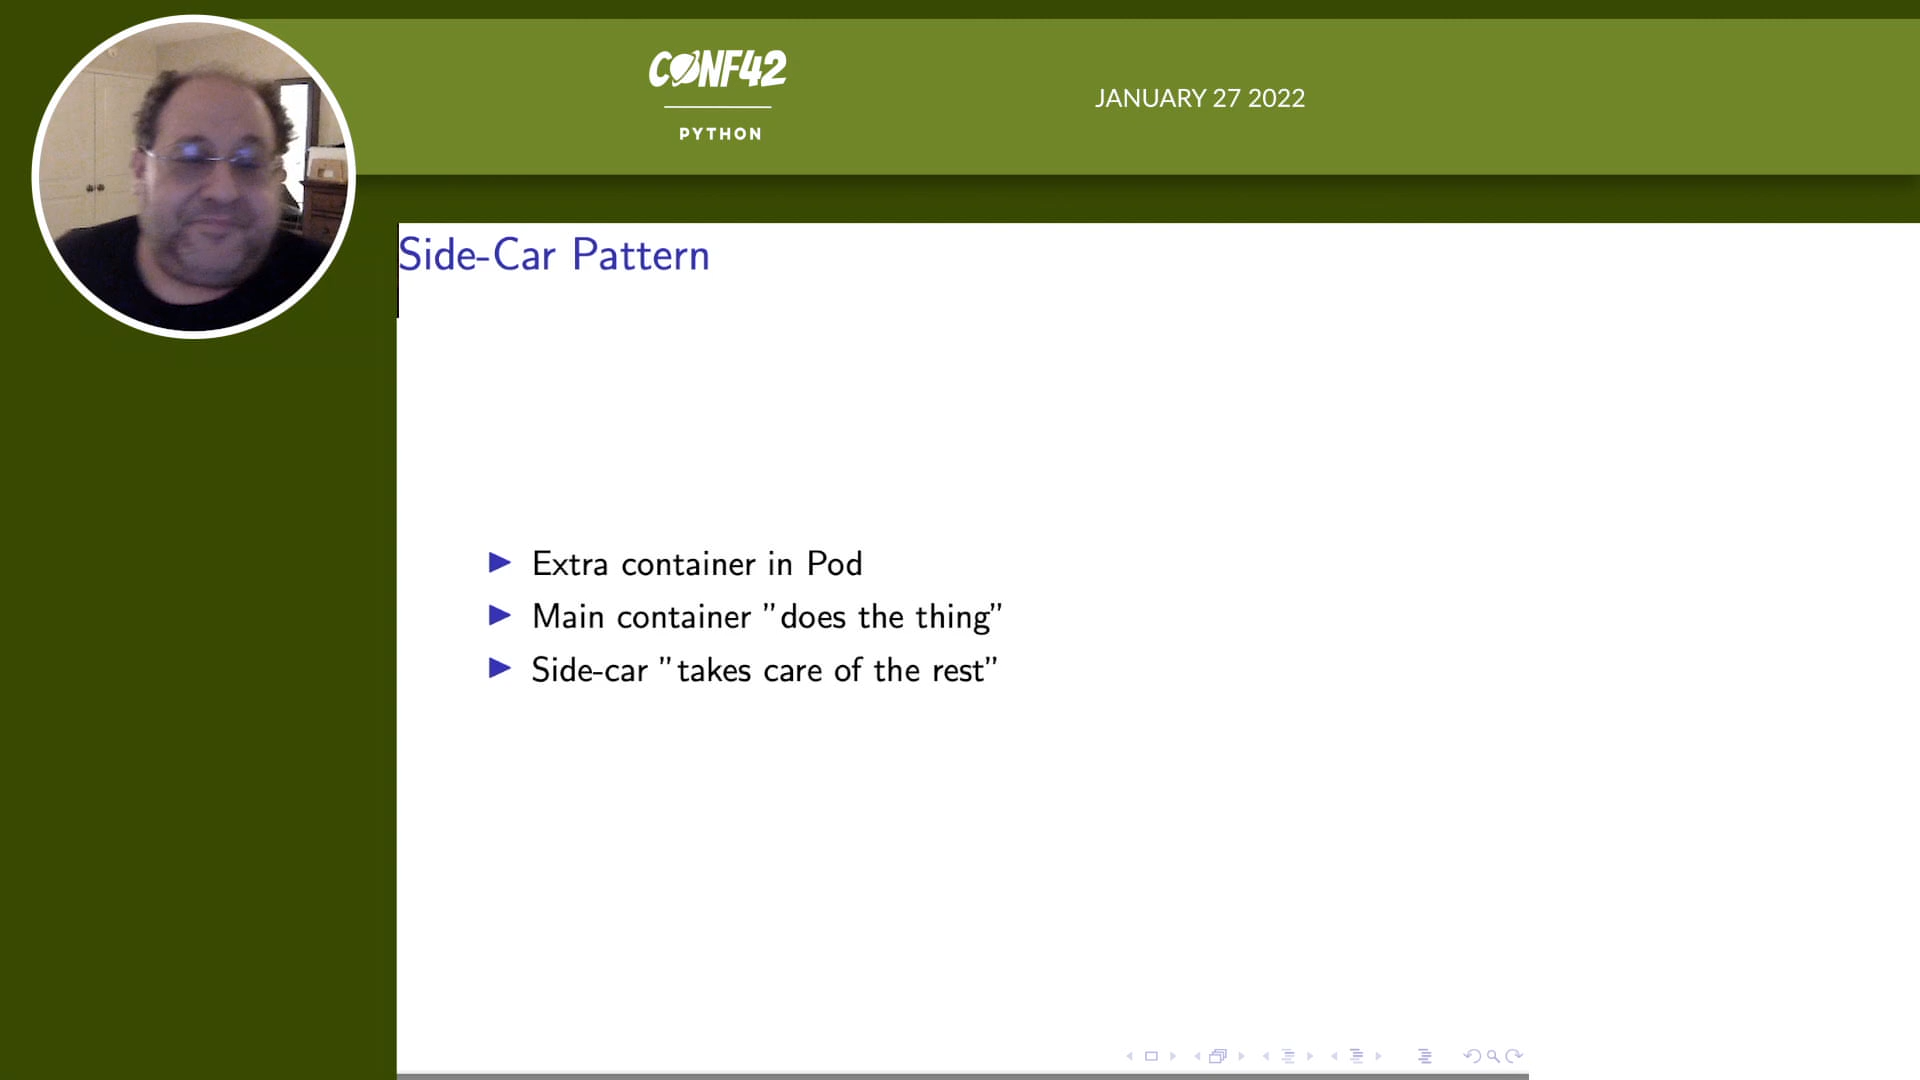 CONF42
PYTHON
JANUARY 27 2022
Side-Car Pattern
Extra container in Pod
Main container ”does the thing”
Side-car ”takes care of the rest”